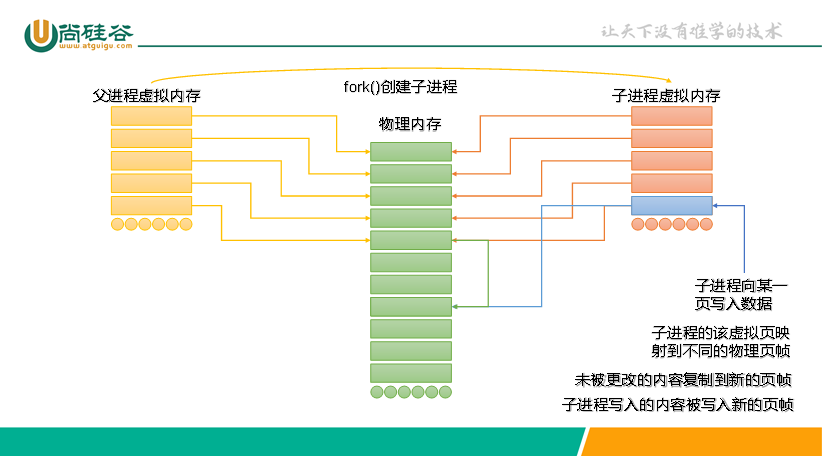 尚硅谷
www.atguigu.com
让天下没有难学的技术
fork()创建子进程
父进程虚拟内存
子进程虚拟内存
物理内存
子进程向某一
页写入数据
子进程的该虚拟页映
射到不同的物理页帧
未被更改的内容复制到新的页帧
子进程写入的内容被写入新的页帧